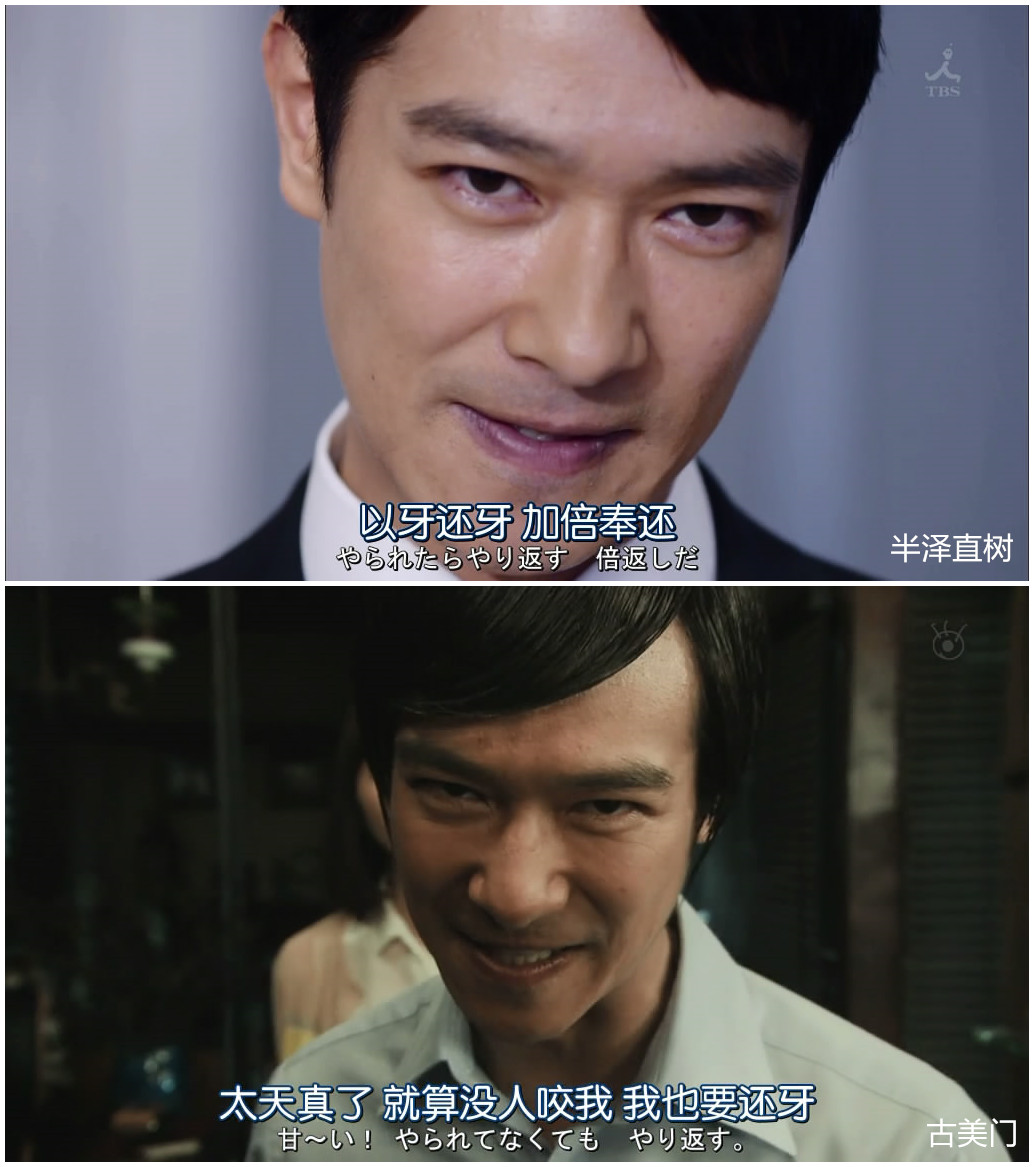 TBS
以牙还牙 加倍奉还
やられたらやり返す 倍返しだ
半泽直树
太天真了 就算没人咬我 我也要还牙
甘～い！ やられてなくても やり返す。
古美门